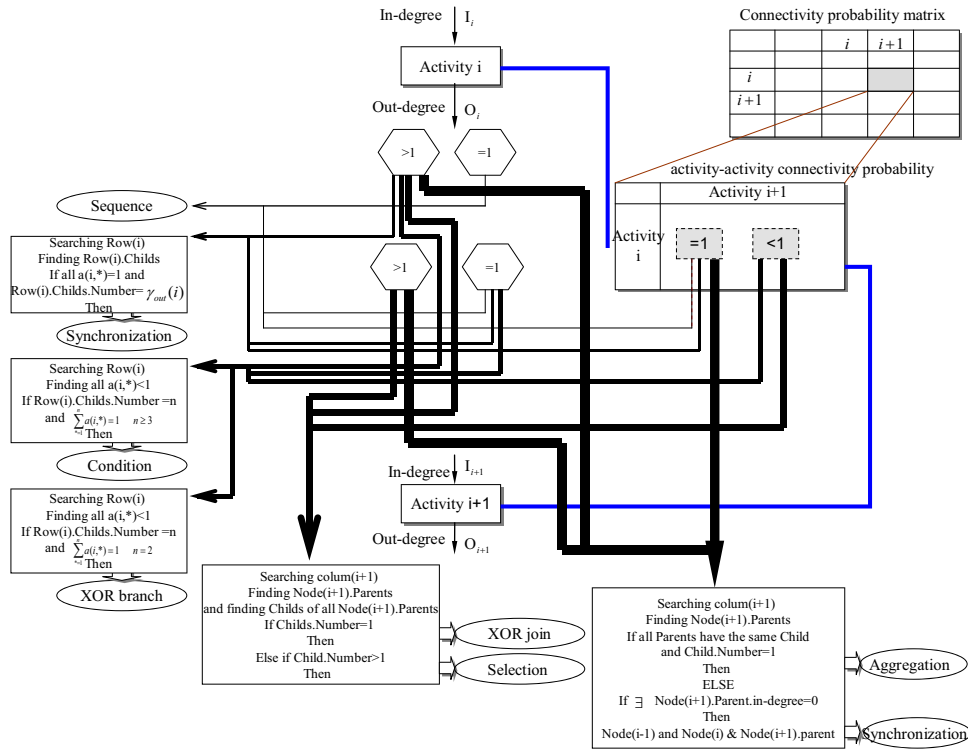 In-degree I_i
Activity i
Out-degree O_i
>1
=1
Connectivity probability matrix
i i+1
i
i+1
activity-activity connectivity probability
Activity i+1
Activity
i
=1
<1
Sequence
Searching Row(i)
Finding Row(i).Childs
If all a(i,*)=1 and
Row(i).Childs.Number= γ_out(i)
Then
Synchronization
>1
=1
Searching Row(i)
Finding all a(i,*)<1
If Row(i).Childs.Number =n
and ∑a(i,*)=1 n≥3
Then
Condition
Searching Row(i)
Finding all a(i,*)<1
If Row(i).Childs.Number =n
and ∑a(i,*)=1 n=2
Then
XOR branch
In-degree I_{i+1}
Activity i+1
Out-degree O_{i+1}
Searching colum(i+1)
Finding Node(i+1).Parents
and finding Childs of all Node(i+1).Parents
If Childs.Number=1
Then
Else if Child.Number>1
Then
XOR join
Selection
Searching colum(i+1)
Finding Node(i+1).Parents
If all Parents have the same Child
and Child.Number=1
Then
ELSE
If ∃ Node(i+1).Parent.in-degree=0
Then
Node(i-1) and Node(i) & Node(i+1).parent
Aggregation
Synchronization